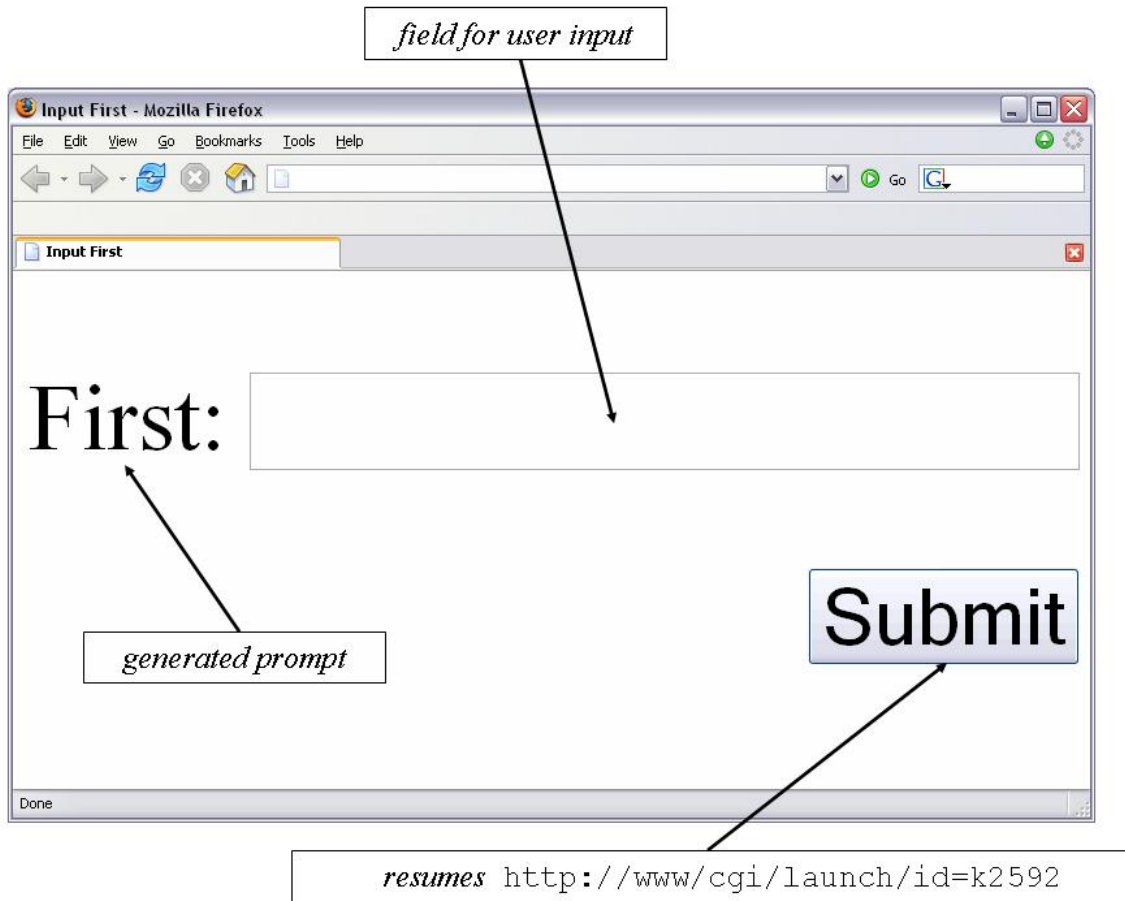 field for user input
Input First - Mozilla Firefox
File Edit View Go Bookmarks Tools Help
Go G
Input First
First:
Submit
generated prompt
Done
resumes http://www/cgi/launch/id=k2592